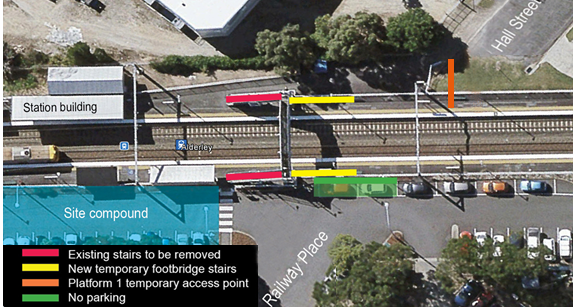 Hall Street
Station building
Alderley
Site compound
Railway Place
Existing stairs to be removed
New temporary footbridge stairs
Platform 1 temporary access point
No parking